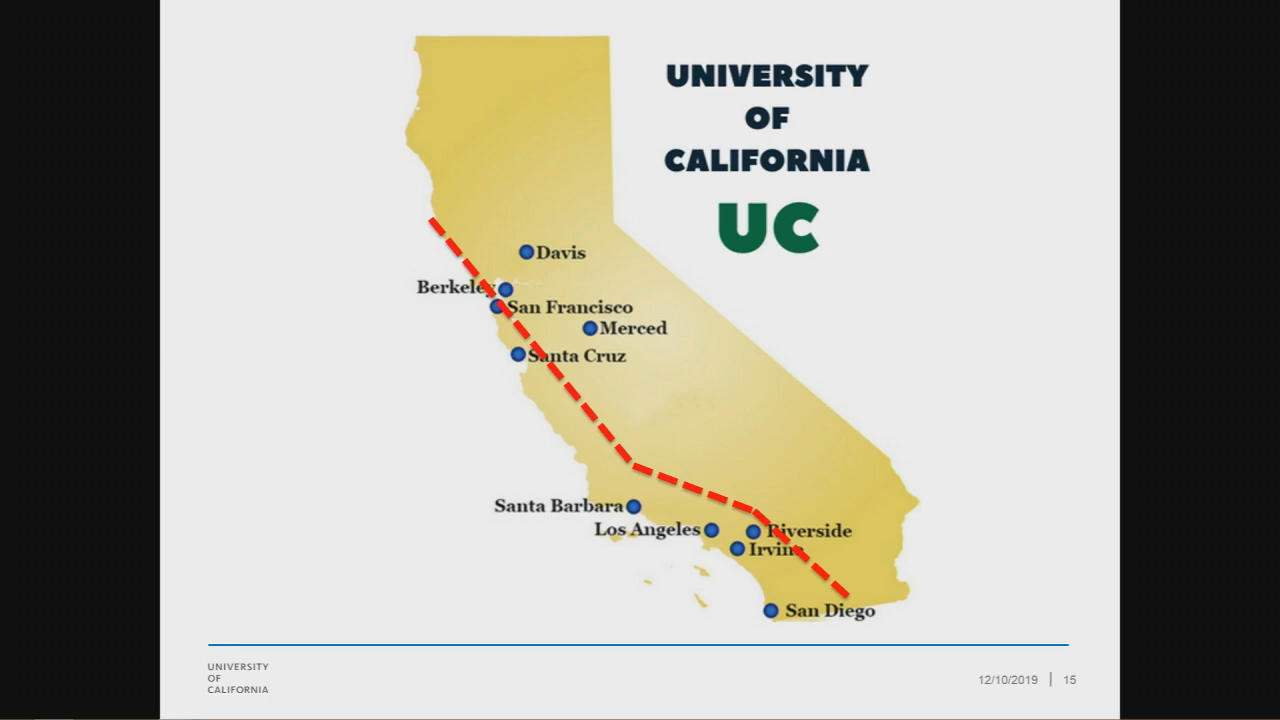 UNIVERSITY
OF
CALIFORNIA
UC
Davis
Berkeley
San Francisco
Merced
Santa Cruz
Santa Barbara
Los Angeles
Riverside
Irvine
San Diego
UNIVERSITY
OF
CALIFORNIA
12/10/2019 | 15